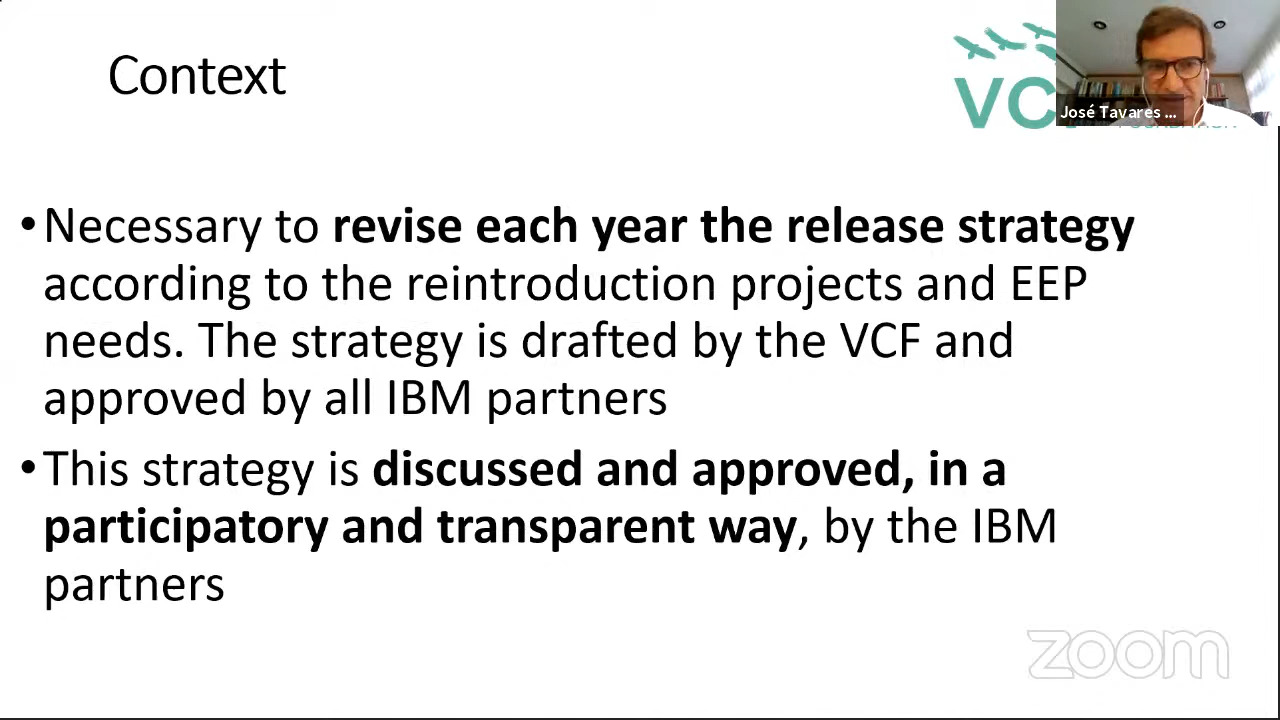 Context
VC
José Tavares ...
• Necessary to revise each year the release strategy
according to the reintroduction projects and EEP
needs. The strategy is drafted by the VCF and
approved by all IBM partners
• This strategy is discussed and approved, in a
participatory and transparent way, by the IBM
partners
zoom